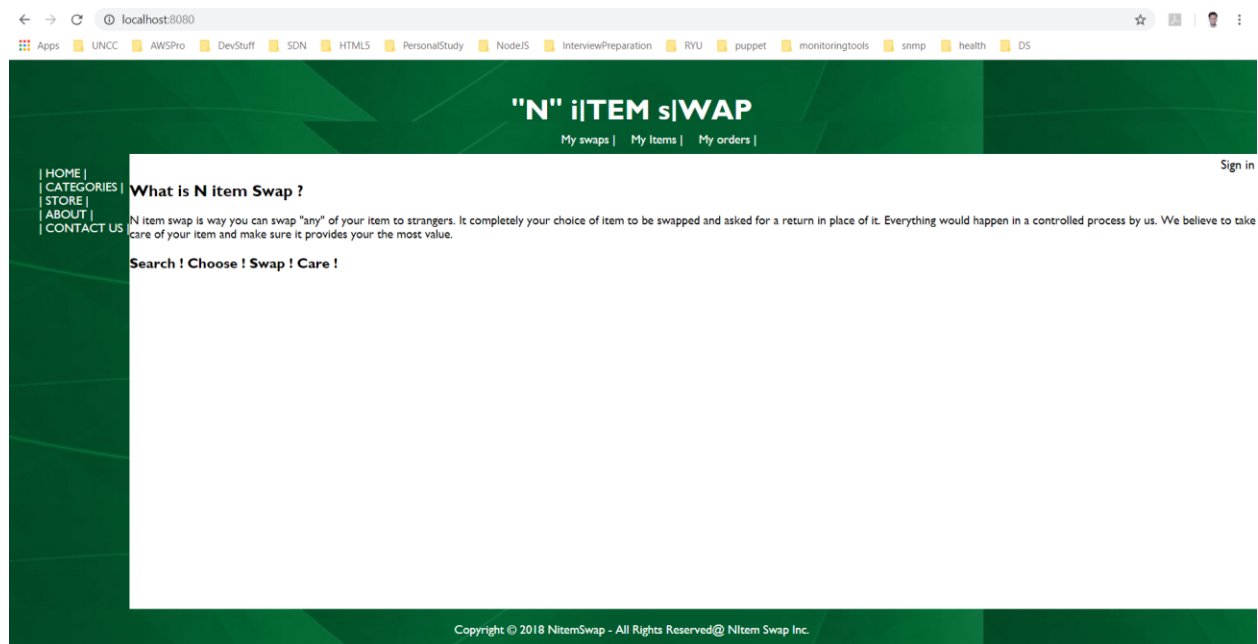 localhost:8080
Apps UNCC AWSPro DevStuff SDN HTML5 PersonalStudy NodeJS InterviewPreparation RYU puppet monitoringtools snmp health DS
"N" i|TEM s|WAP
My swaps | My Items | My orders |
Sign in
| HOME |
| CATEGORIES |
| STORE |
| ABOUT |
| CONTACT US
What is N item Swap ?
N item swap is way you can swap "any" of your item to strangers. It completely your choice of item to be swapped and asked for a return in place of it. Everything would happen in a controlled process by us. We believe to take
care of your item and make sure it provides your the most value.
Search ! Choose ! Swap ! Care !
Copyright © 2018 NitemSwap - All Rights Reserved@ NItem Swap Inc.